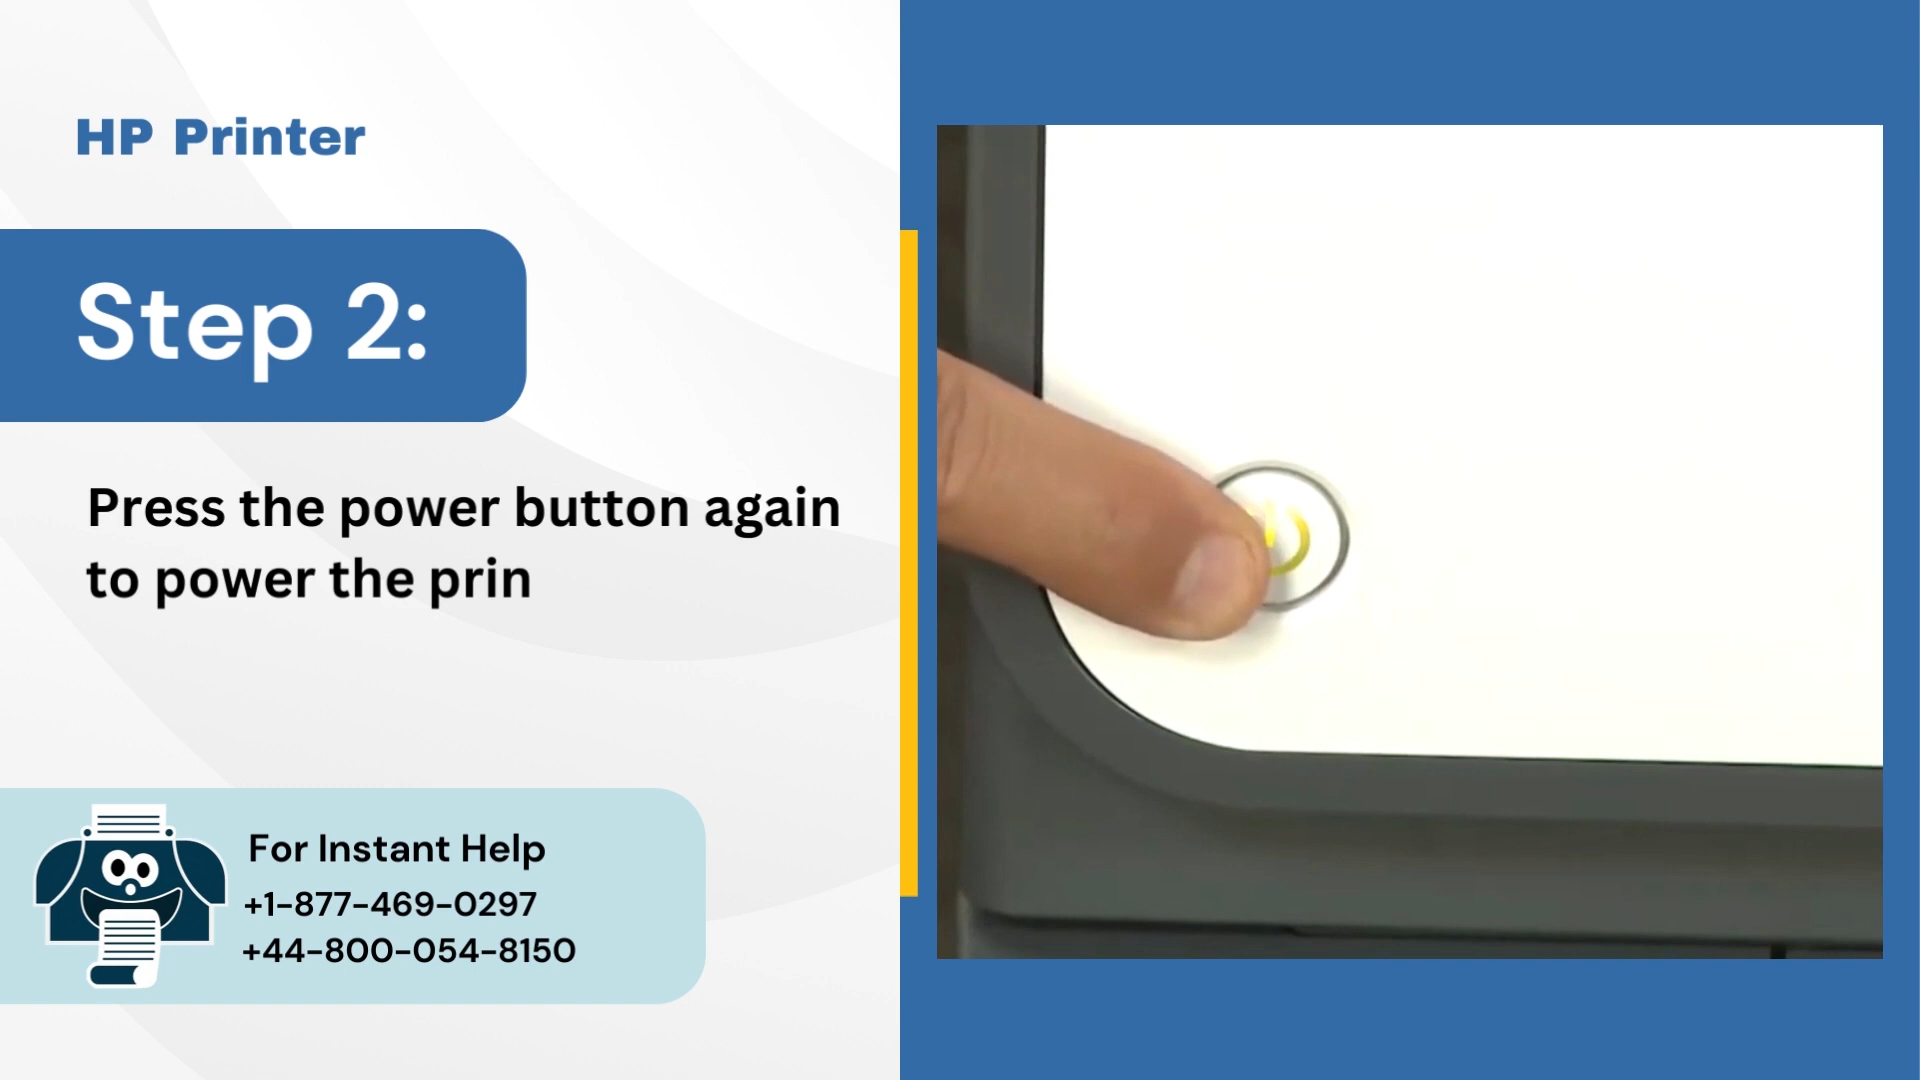 HP Printer
Step 2:
Press the power button again
to power the prin
For Instant Help
+1-877-469-0297
+44-800-054-8150